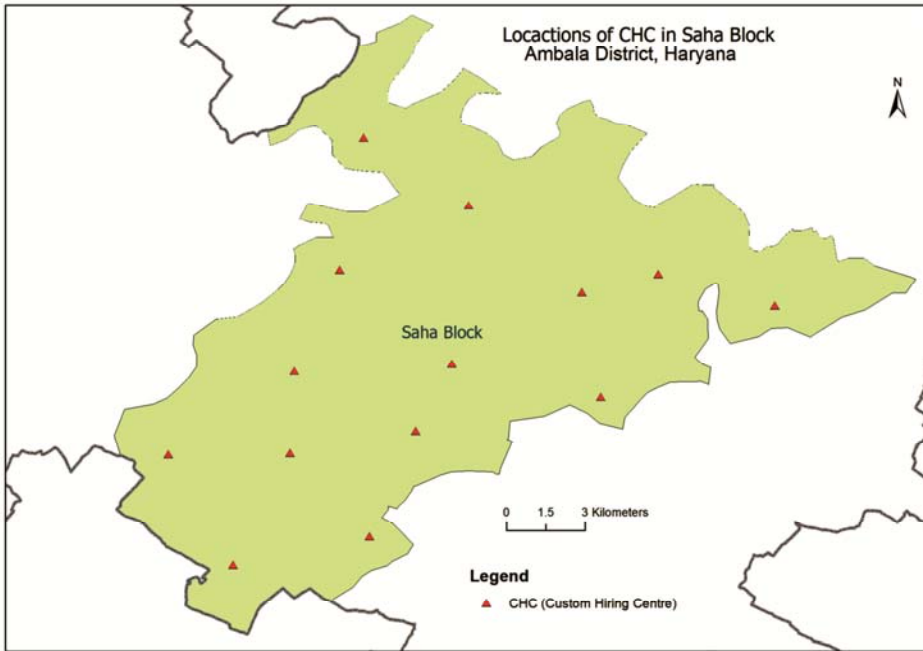 Locactions of CHC in Saha Block
Ambala District, Haryana
N
Saha Block
0 1.5 3 Kilometers
Legend
CHC (Custom Hiring Centre)